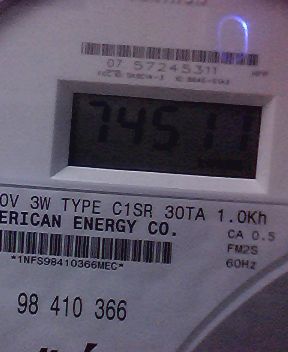 07 57245311
74511
0V 3W TYPE C1SR 30TA 1.0Kh
ERICAN ENERGY CO.
CA 0.5
FM2S
*1NFS98410366MEC*
60Hz
98 410 366